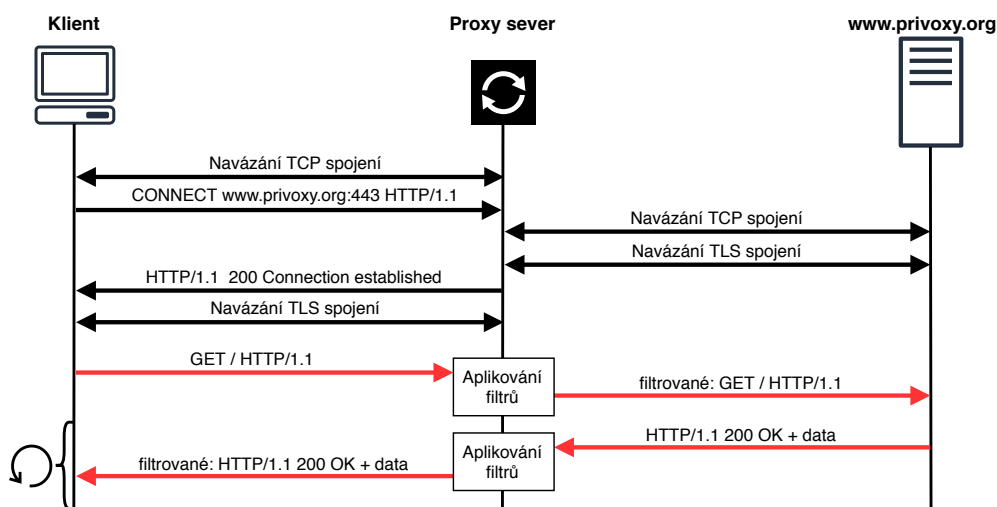 Klient
Proxy sever
www.privoxy.org
Navázání TCP spojení
CONNECT www.privoxy.org:443 HTTP/1.1
Navázání TCP spojení
Navázání TLS spojení
HTTP/1.1  200 Connection established
Navázání TLS spojení
GET / HTTP/1.1
Aplikování
filtrů
filtrované: GET / HTTP/1.1
HTTP/1.1 200 OK + data
Aplikování
filtrů
filtrované: HTTP/1.1 200 OK + data